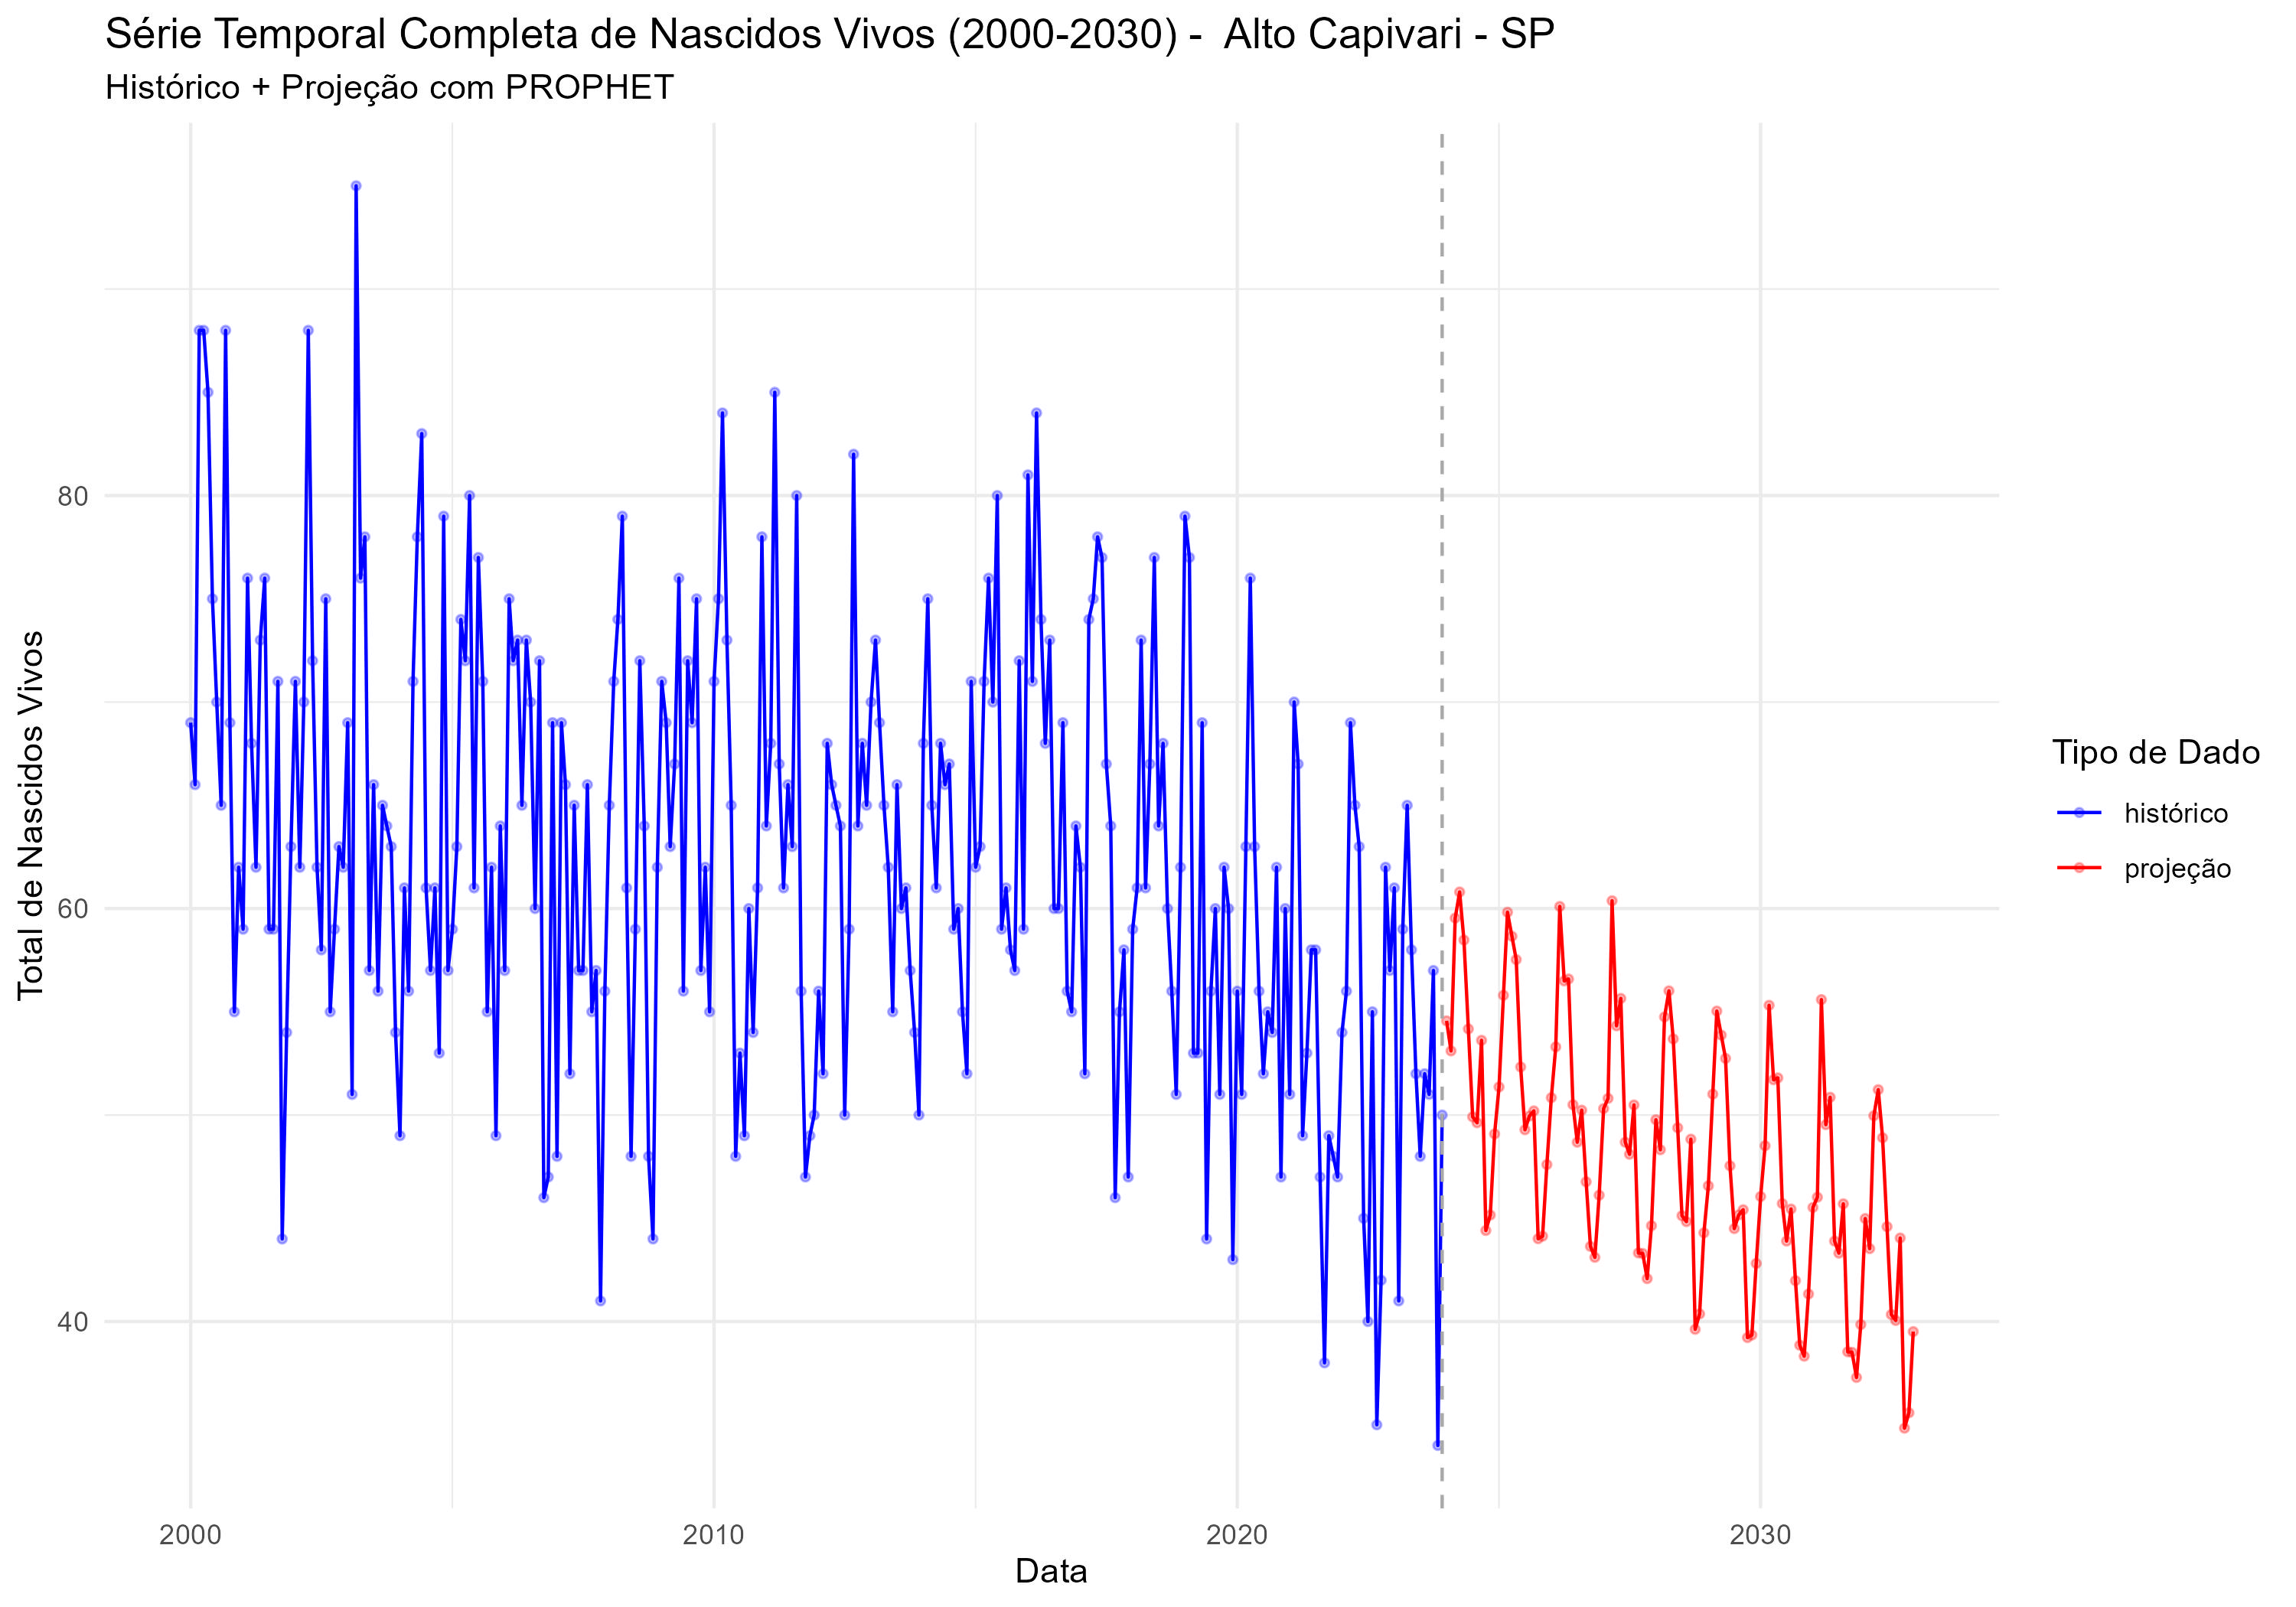 Série Temporal Completa de Nascidos Vivos (2000-2030) -  Alto Capivari - SP
Histórico + Projeção com PROPHET
Total de Nascidos Vivos
80
60
40
2000
2010
2020
2030
Data
Tipo de Dado
histórico
projeção